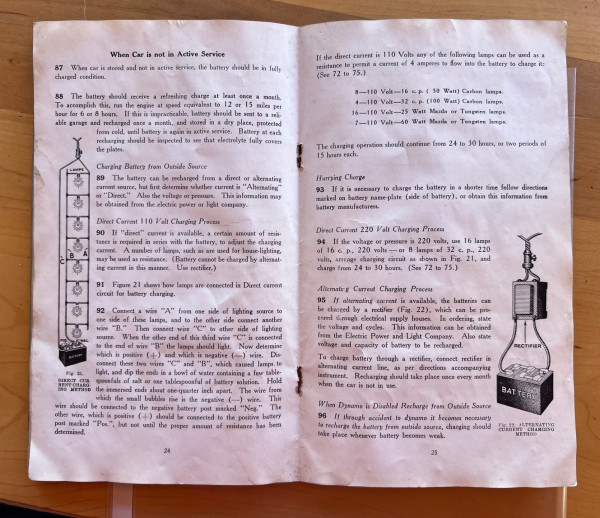 When Car is not in Active Service
87 When car is stored and not in active service, the battery should be in fully
charged condition.
88 The battery should receive a refreshing charge at least once a month.
To accomplish this, run the engine at speed equivalent to 12 or 15 miles per
hour for 6 or 8 hours. If this is impracticable, battery should be sent to a reli-
able garage and recharged once a month, and stored in a dry place, protected
from cold, until battery is again in active service. Battery at each
recharging should be inspected to see that electrolyte fully covers
the plates.
Charging Battery from Outside Source
89 The battery can be recharged from a direct or alternating
current source, but first determine whether current is "Alternating"
or "Direct." Also the voltage or pressure. This information may
be obtained from the electric power or light company.
Direct Current 110 Volt Charging Process
90 If "direct" current is available, a certain amount of resis-
tance is required in series with the battery, to adjust the charging
current. A number of lamps, such as are used for house-lighting,
may be used as resistance. (Battery cannot be charged by alternat-
ing current in this manner. Use rectifier.)
91 Figure 21 shows how lamps are connected in Direct current
circuit for battery charging.
92 Connect a wire "A" from one side of lighting source to
one side of these lamps, and to the other side connect another
wire "B." Then connect wire "C" to other side of lighting
source. When the other end of this third wire "C" is connected
to the end of wire "B" the lamps should light. Now determine
which is positive (+) and which is negative (—) wire. Dis-
connect these two wires "C" and "B", which caused lamps to
light, and dip the ends in a bowl of water containing a few table-
spoonsful of salt or one tablespoonful of battery solution. Hold
the immersed ends about one-quarter inch apart. The wire from
which the small bubbles rise is the negative (—) wire. This
wire should be connected to the negative battery post marked "Neg." The
other wire, which is positive (+) should be connected to the positive battery
post marked "Pos.", but not until the proper amount of resistance has been
determined.
LAMPS
C
B
A
BATTERY
Fig. 21.
DIRECT CUR-
RENT CHARG-
ING METHOD
24
If the direct current is 110 Volts any of the following lamps can be used as a
resistance to permit a current of 4 amperes to flow into the battery to charge it:
(See 72 to 75.)
8—110 Volt—16 c. p. ( 50 Watt) Carbon lamps.
4—110 Volt—32 c. p. (100 Watt) Carbon lamps.
16—110 Volt—25 Watt Mazda or Tungsten lamps.
7—110 Volt—60 Watt Mazda or Tungsten lamps.
The charging operation should continue from 24 to 30 hours, or two periods of
15 hours each.
Hurrying Charge
93 If it is necessary to charge the battery in a shorter time follow directions
marked on battery name-plate (side of battery), or obtain this information from
battery manufacturers.
Direct Current 220 Volt Charging Process
94 If the voltage or pressure is 220 volts, use 16 lamps
of 16 c. p., 220 volts — or 8 lamps of 32 c. p., 220
volts, arrange charging circuit as shown in Fig. 21, and
charge from 24 to 30 hours. (See 72 to 75.)
Alternating Current Charging Process
95 If alternating current is available, the batteries can
be charged by a rectifier (Fig. 22), which can be pro-
cured through electrical supply houses. In ordering, state
the voltage and cycles. This information can be obtained
from the Electric Power and Light Company. Also state
voltage and capacity of battery to be recharged.
To charge battery through a rectifier, connect rectifier in
alternating current line, as per directions accompanying
instrument. Recharging should take place once every month
when the car is not in use.
When Dynamo is Disabled Recharge from Outside Source
96 If through accident to dynamo it becomes necessary
to recharge the battery from outside source, charging should
take place whenever battery becomes weak.
RECTIFIER
BATTERY
Fig. 22. ALTERNATING
CURRENT CHARGING
METHOD
25